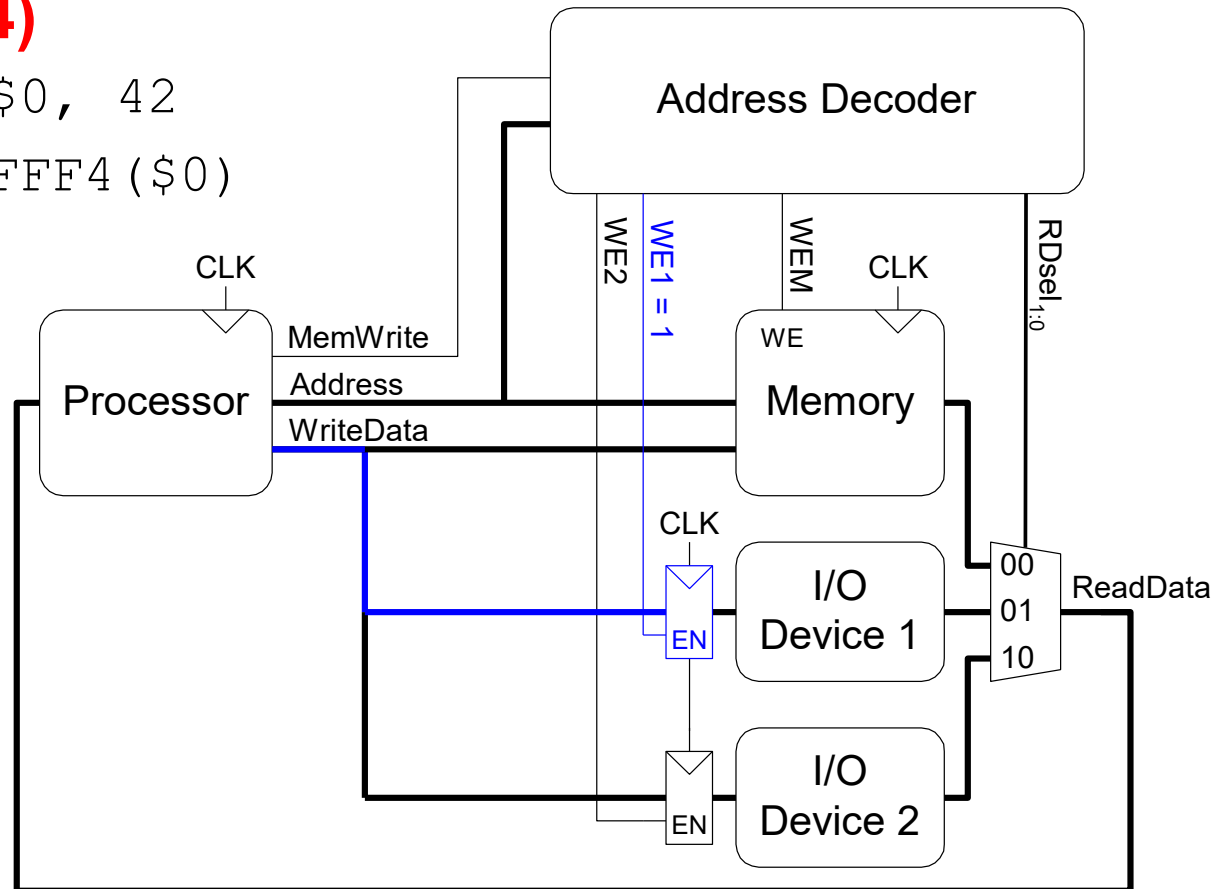 4)
$0, 42
FFF4($0)
Address Decoder
WE2
WE1 = 1
WEM
RDsel1:0
CLK
CLK
MemWrite
WE
Processor
Address
Memory
WriteData
CLK
00
I/O
Device 1
ReadData
01
EN
10
I/O
Device 2
EN